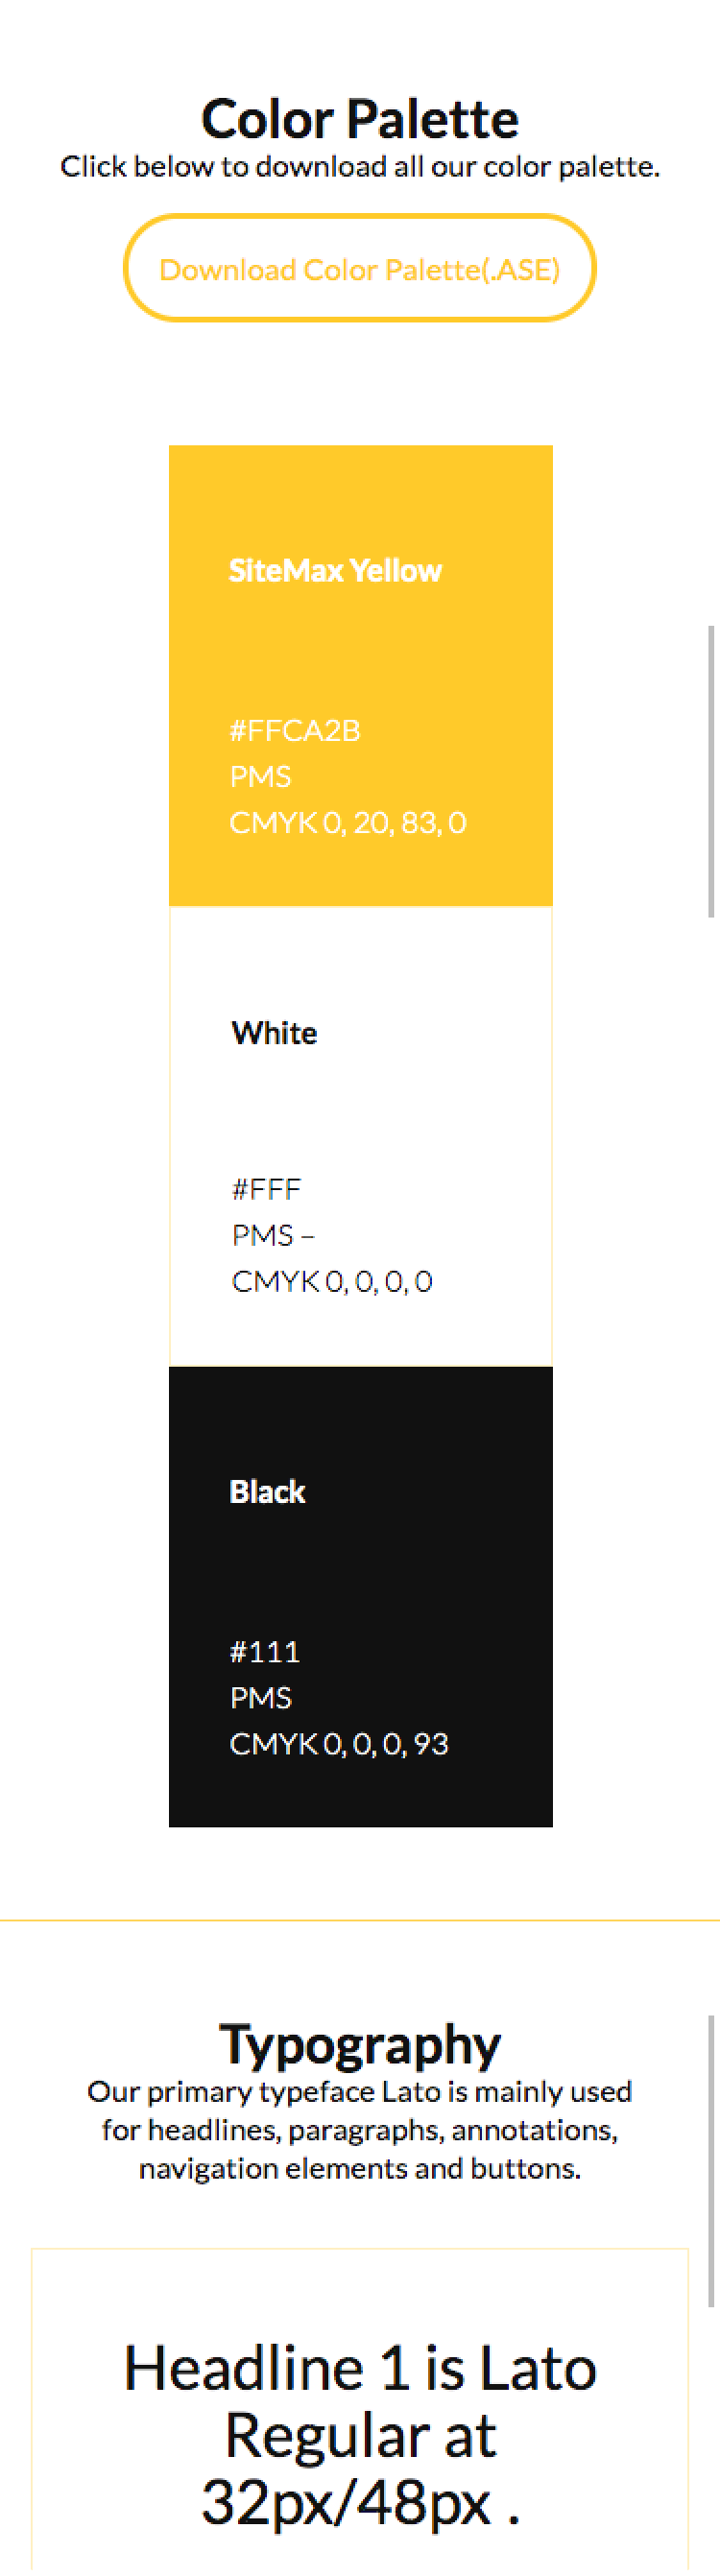 Color Palette
Click below to download all our color palette.
Download Color Palette(.ASE)
SiteMax Yellow
#FFCA2B
PMS
CMYK 0, 20, 83, 0
White
#FFF
PMS –
CMYK 0, 0, 0, 0
Black
#111
PMS
CMYK 0, 0, 0, 93
Typography
Our primary typeface Lato is mainly used
for headlines, paragraphs, annotations,
navigation elements and buttons.
Headline 1 is Lato
Regular at
32px/48px .